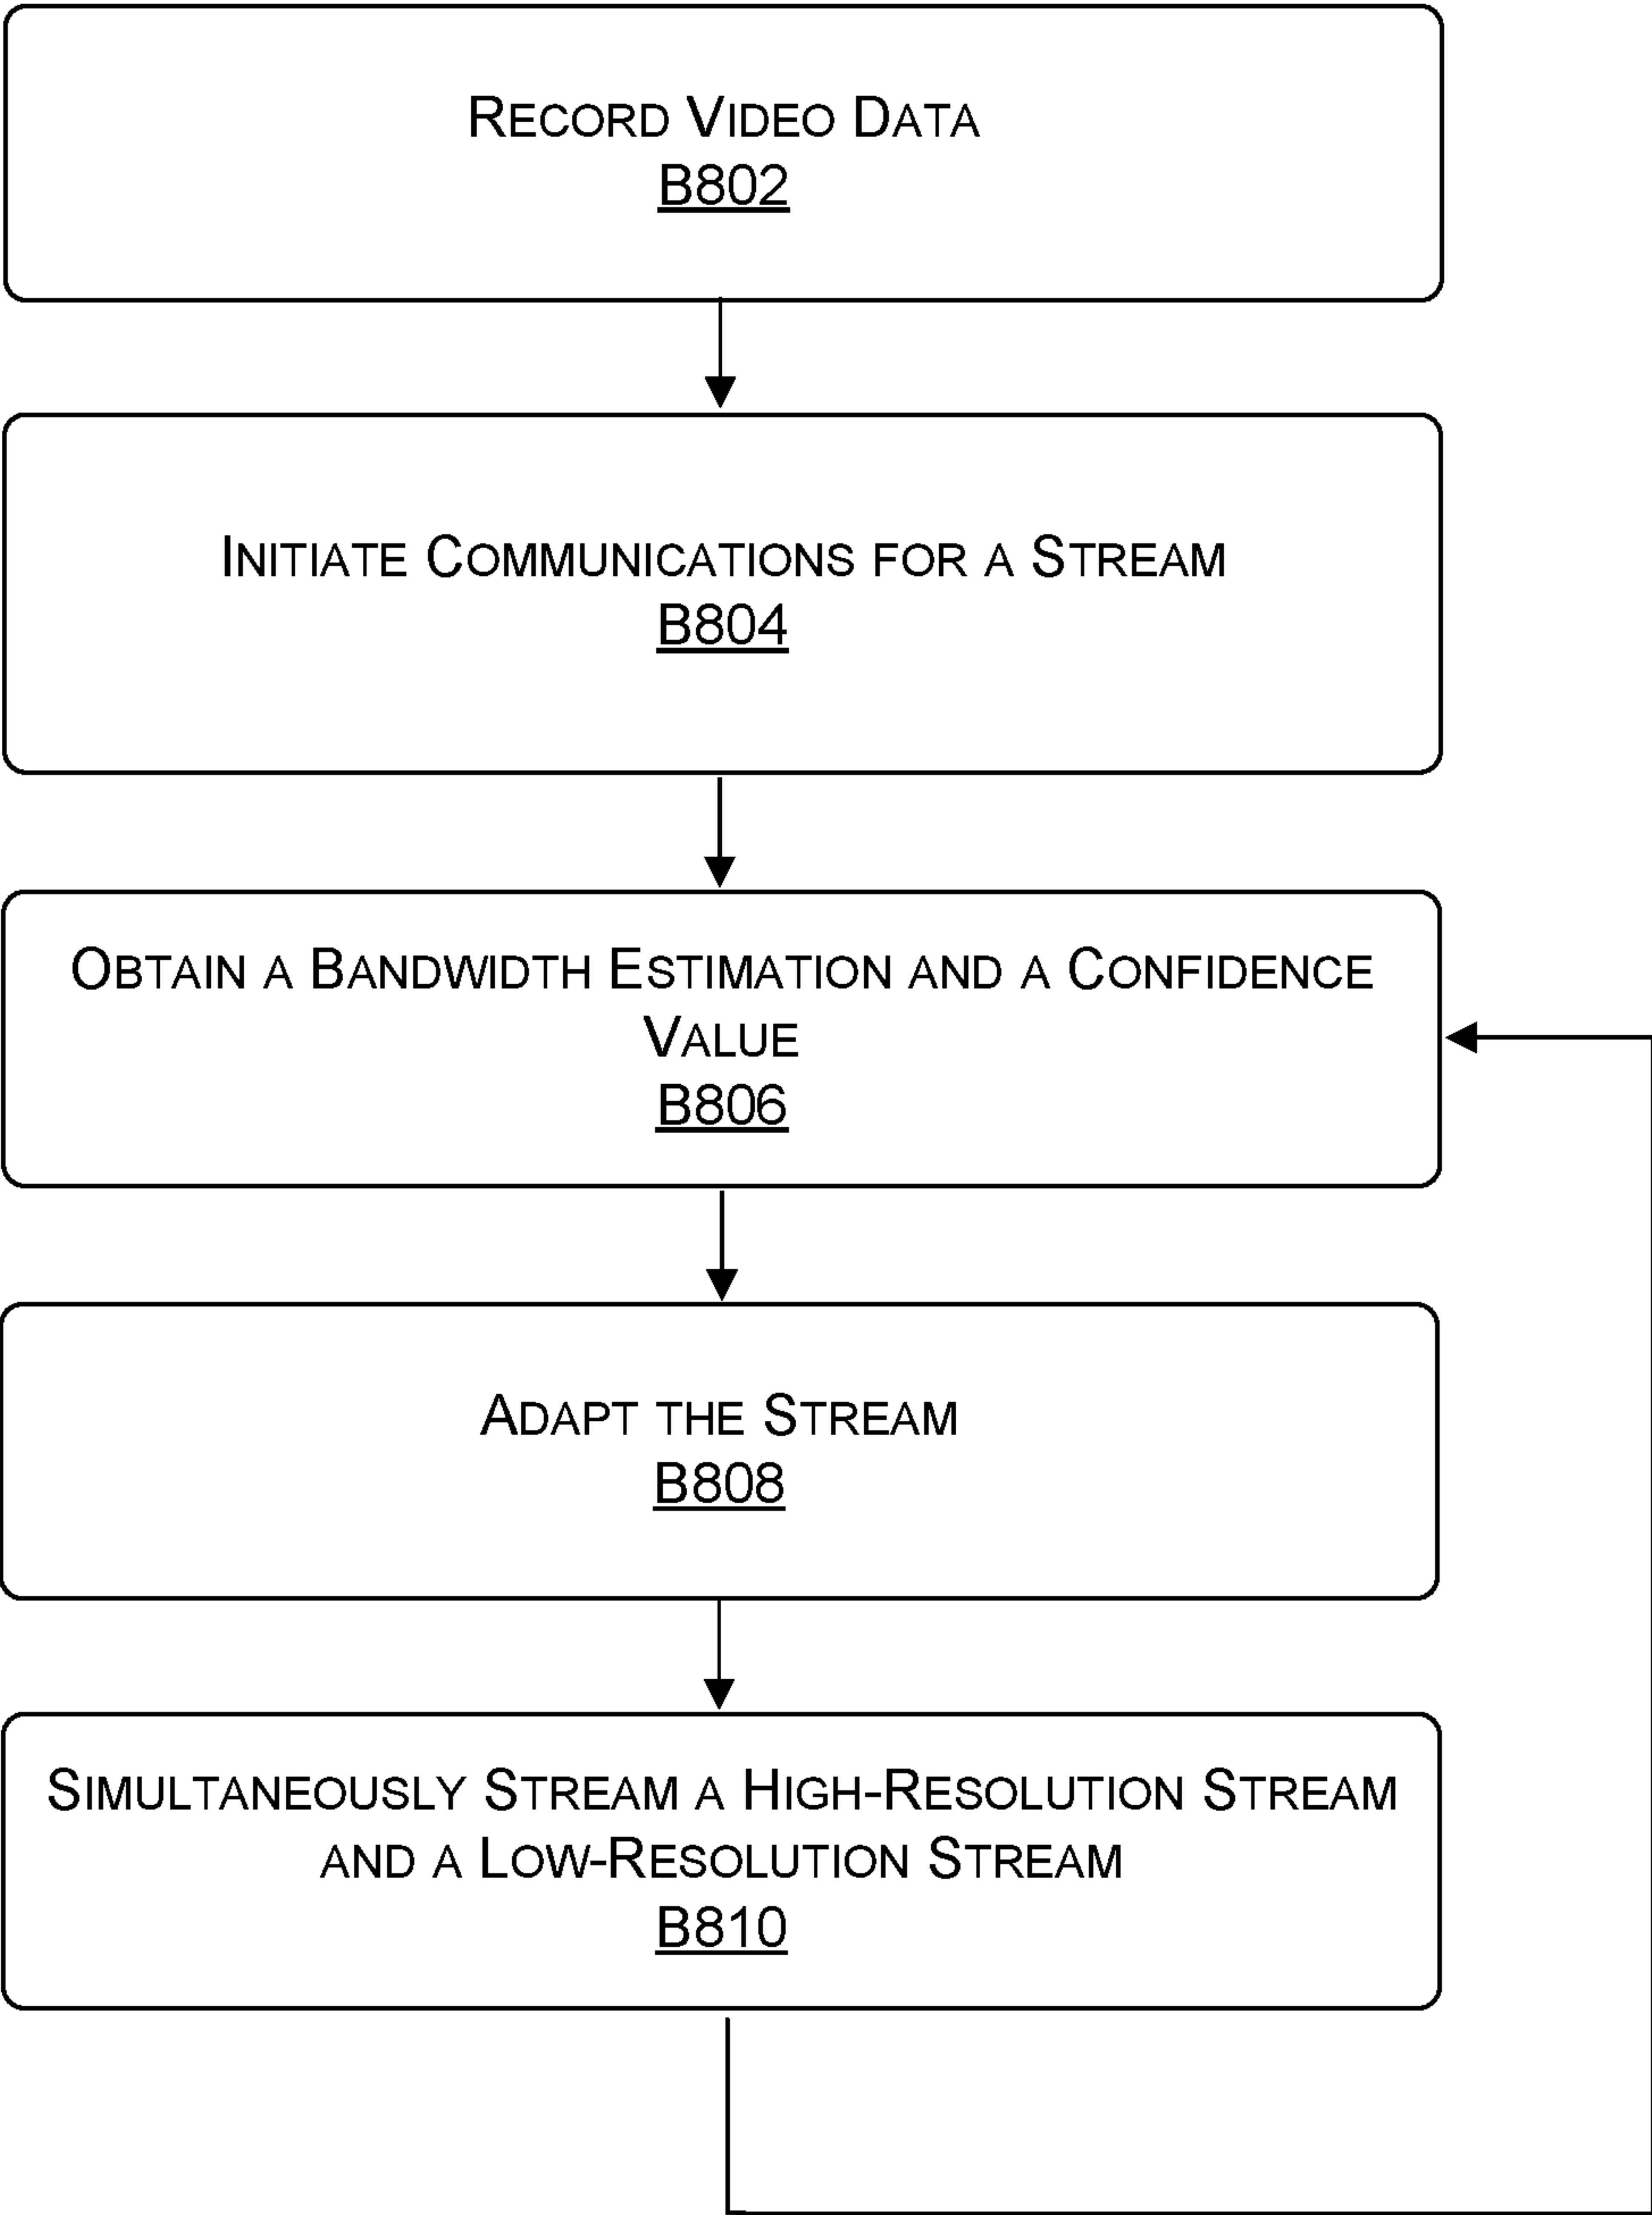 RECORD VIDEO DATA
B802
INITIATE COMMUNICATIONS FOR A STREAM
B804
OBTAIN A BANDWIDTH ESTIMATION AND A CONFIDENCE
VALUE
B806
ADAPT THE STREAM
B808
SIMULTANEOUSLY STREAM A HIGH-RESOLUTION STREAM
AND A LOW-RESOLUTION STREAM
B810